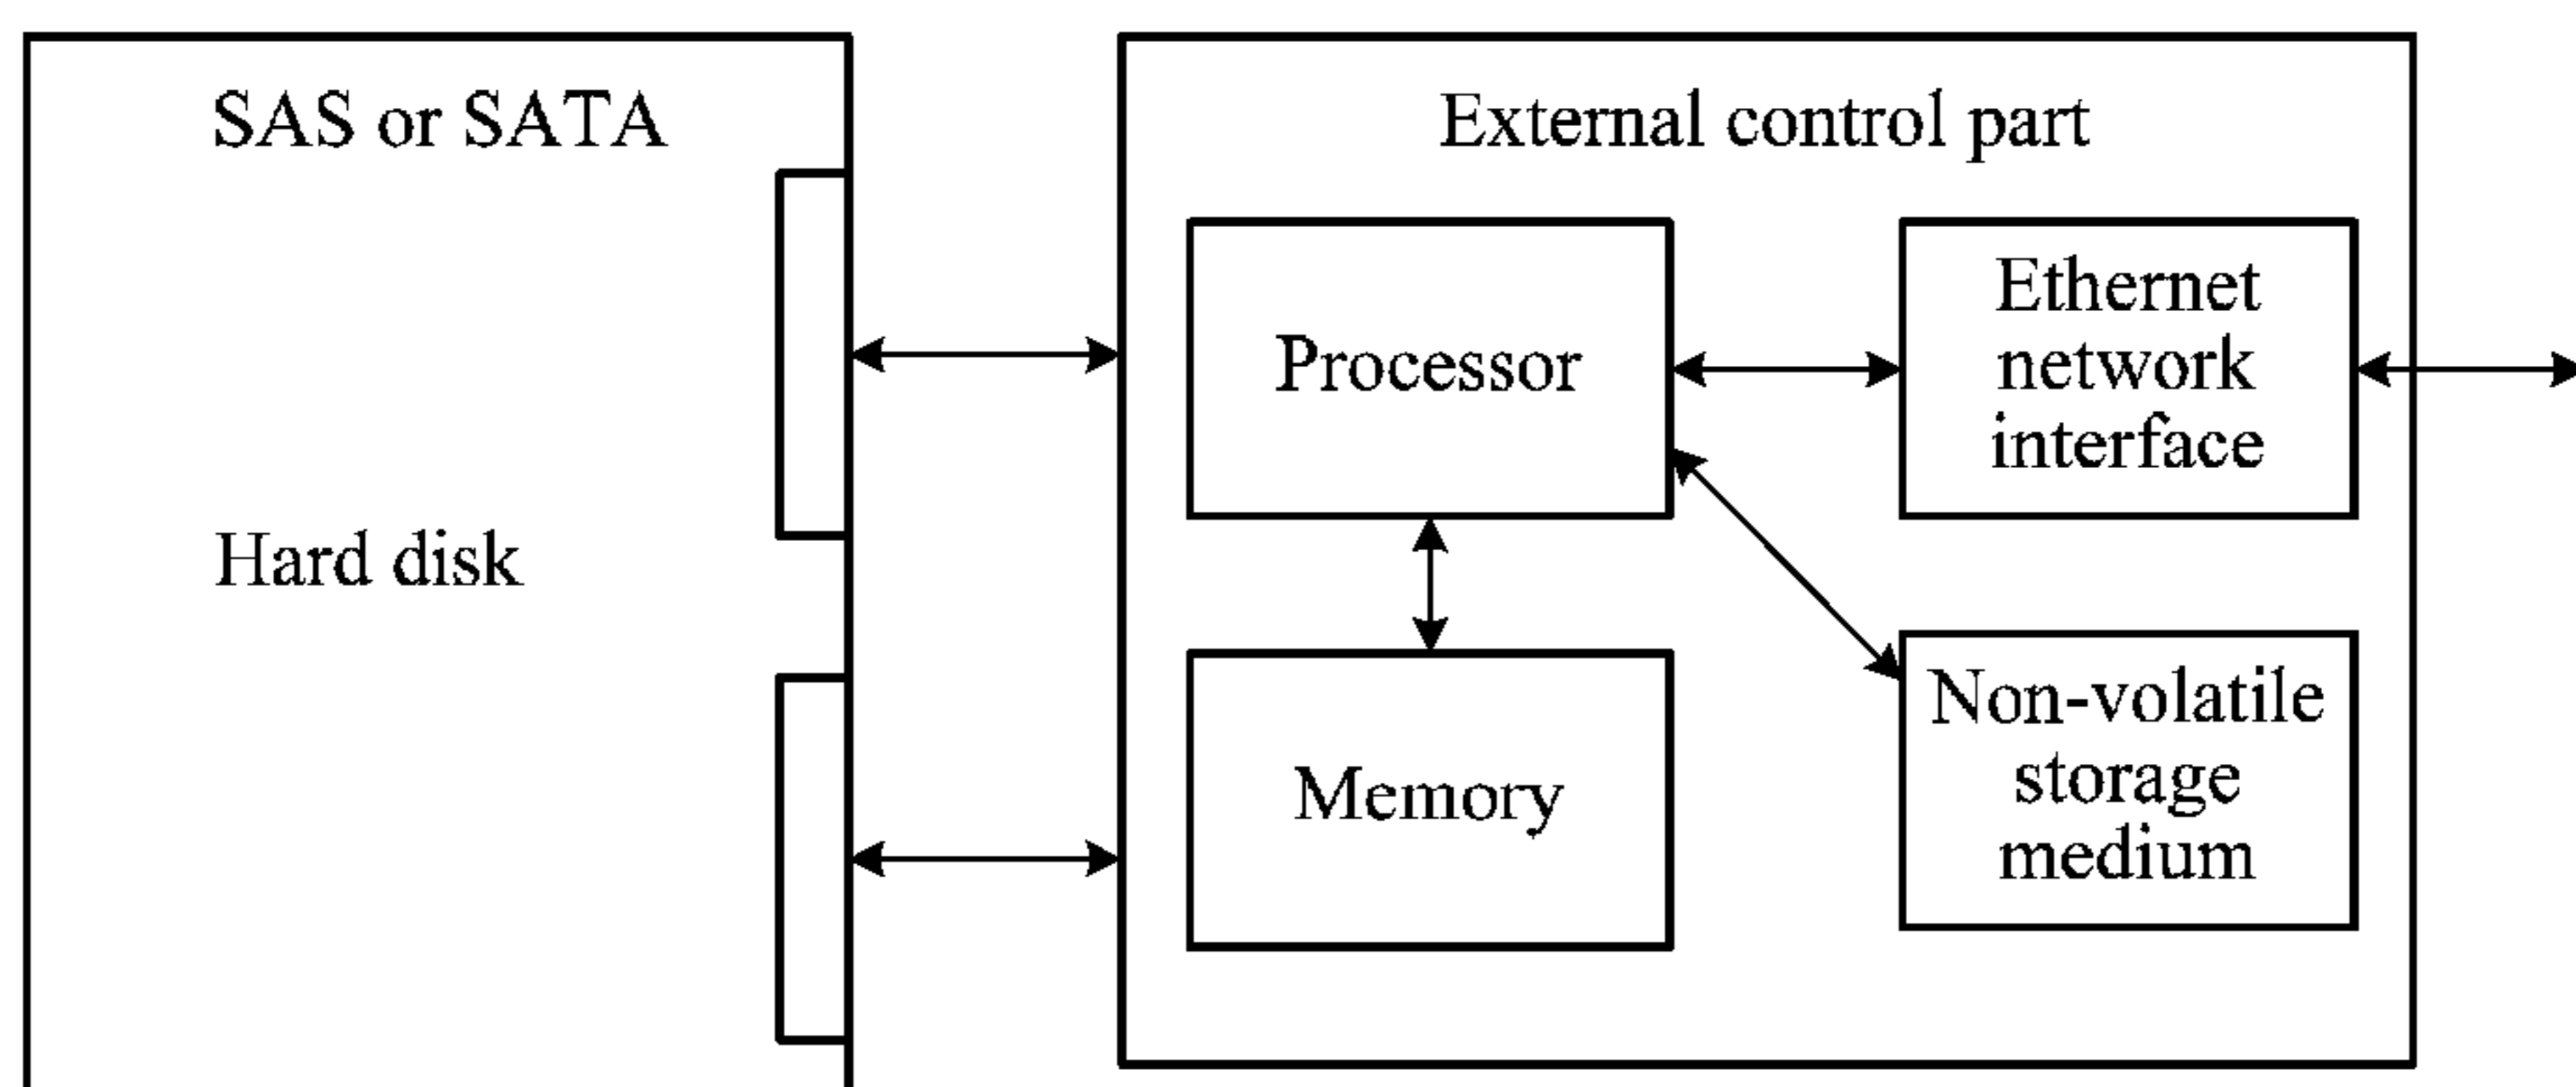 SAS or SATA
Hard disk
External control part
Processor
Ethernet
network
interface
Memory
Non-volatile
storage
medium